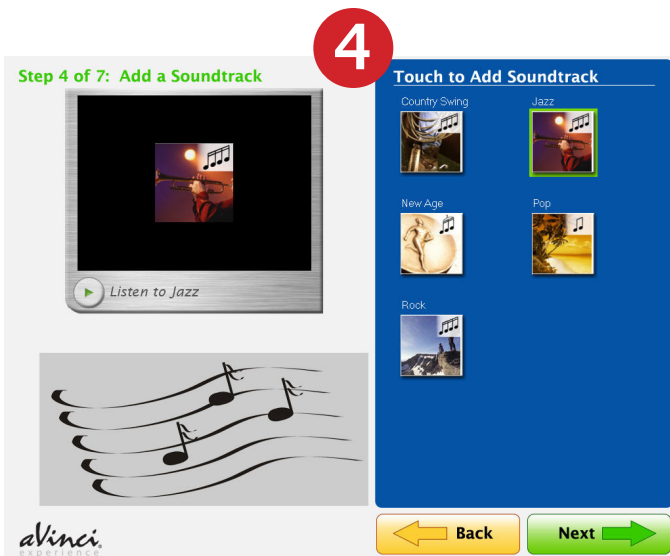 4
Step 4 of 7: Add a Soundtrack
Listen to Jazz
Touch to Add Soundtrack
Country Swing
Jazz
New Age
Pop
Rock
aVinci
experience
Back
Next